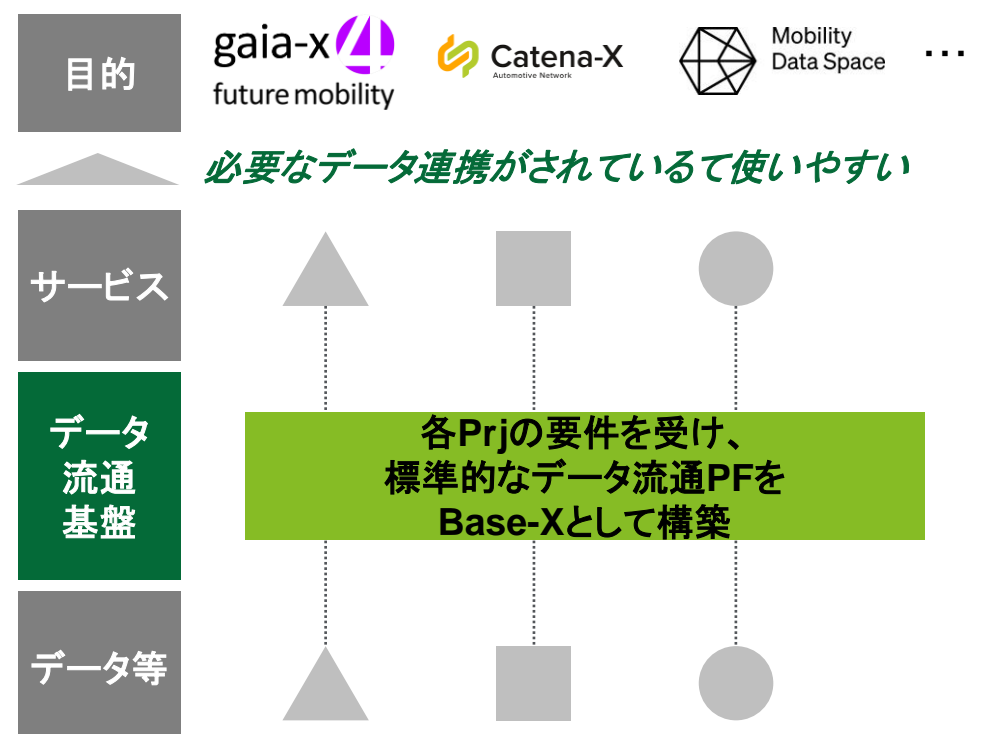 目的
gaia-x 4
future mobility
Catena-X
Automotive Network
Mobility
Data Space
...
必要なデータ連携がされているて使いやすい
サービス
データ
流通
基盤
各Prjの要件を受け、
標準的なデータ流通PFを
Base-Xとして構築
データ等